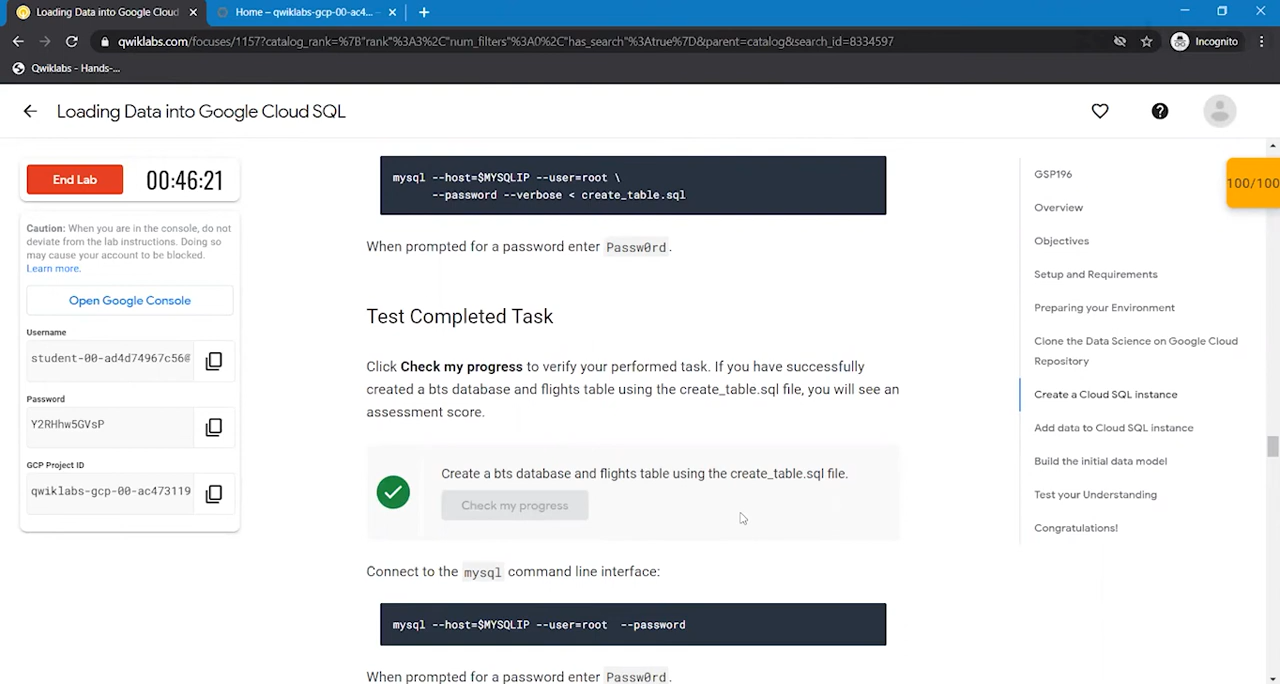 Loading Data into Google Cloud
Home – qwiklabs-gcp-00-ac4...
qwiklabs.com/focuses/1157?catalog_rank=%7B"rank"%3A3%2C"num_filters"%3A0%2C"has_search"%3Atrue%7D&parent=catalog&search_id=8334597
Incognito
Qwiklabs - Hands-...
Loading Data into Google Cloud SQL
End Lab
00:46:21
Caution: When you are in the console, do not
deviate from the lab instructions. Doing so
may cause your account to be blocked.
Learn more.
Open Google Console
Username
student-00-ad4d74967c56@
Password
Y2RHhw5GVsP
GCP Project ID
qwiklabs-gcp-00-ac473119
mysql --host=$MYSQLIP --user=root \
--password --verbose < create_table.sql
When prompted for a password enter Passw0rd.
Test Completed Task
Click Check my progress to verify your performed task. If you have successfully
created a bts database and flights table using the create_table.sql file, you will see an
assessment score.
Create a bts database and flights table using the create_table.sql file.
Check my progress
Connect to the mysql command line interface:
mysql --host=$MYSQLIP --user=root --password
When prompted for a password enter Passw0rd.
GSP196
Overview
Objectives
Setup and Requirements
Preparing your Environment
Clone the Data Science on Google Cloud
Repository
Create a Cloud SQL instance
Add data to Cloud SQL instance
Build the initial data model
Test your Understanding
Congratulations!
100/100